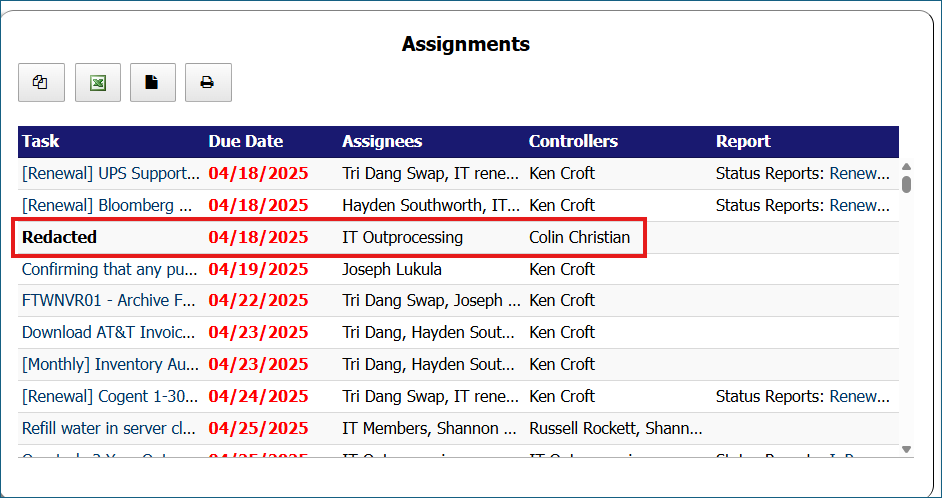 Assignments
Task Due Date Assignees Controllers Report
[Renewal] UPS Support... 04/18/2025 Tri Dang Swap, IT rene... Ken Croft Status Reports: Renew...
[Renewal] Bloomberg ... 04/18/2025 Hayden Southworth, IT... Ken Croft Status Reports: Renew...
Redacted 04/18/2025 IT Outprocessing Colin Christian
Confirming that any pu... 04/19/2025 Joseph Lukula Ken Croft
FTWNVR01 - Archive F... 04/22/2025 Tri Dang Swap, Joseph ... Ken Croft
Download AT&T Invoic... 04/23/2025 Tri Dang, Hayden Sout... Ken Croft
[Monthly] Inventory Au... 04/23/2025 Tri Dang, Hayden Sout... Ken Croft
[Renewal] Cogent 1-30... 04/24/2025 Tri Dang Swap, IT rene... Ken Croft Status Reports: Renew...
Refill water in server cl... 04/25/2025 IT Members, Shannon ... Russell Rockett, Shann...